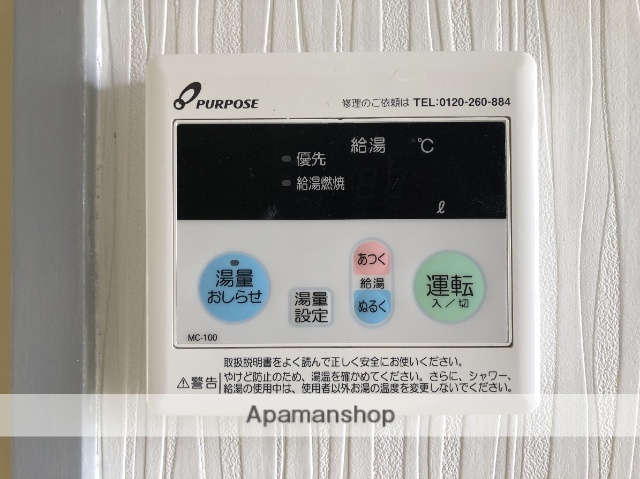 PURPOSE
修理のご依頼は TEL:0120-260-884
給湯 ℃
優先
給湯燃焼
ℓ
湯量
おしらせ
湯量
設定
あつく
給湯
ぬるく
運転
入/切
MC-100
取扱説明書をよく読んで正しく安全にお使いください。
⚠警告 やけど防止のため、湯温を確かめてください。さらに、シャワー、
給湯の使用中は、使用者以外お湯の温度を変更しないでください。
Apamanshop